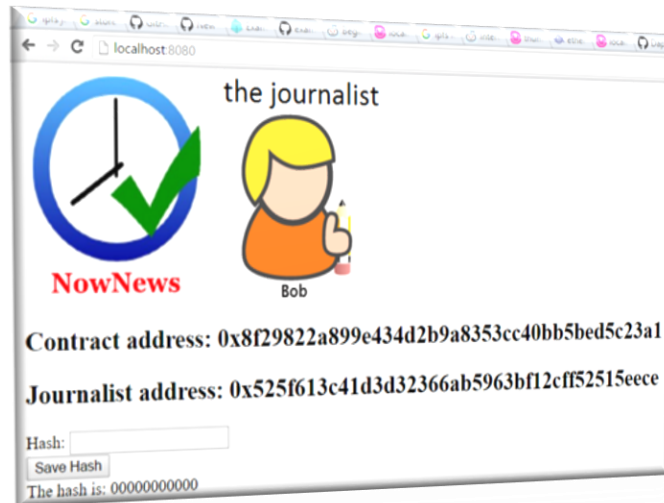 localhost:8080
the journalist
NowNews
Bob
Contract address: 0x8f29822a899e434d2b9a8353cc40bb5bed5c23a1
Journalist address: 0x525f613c41d3d32366ab5963bf12cff52515eece
Hash:
Save Hash
The hash is: 00000000000